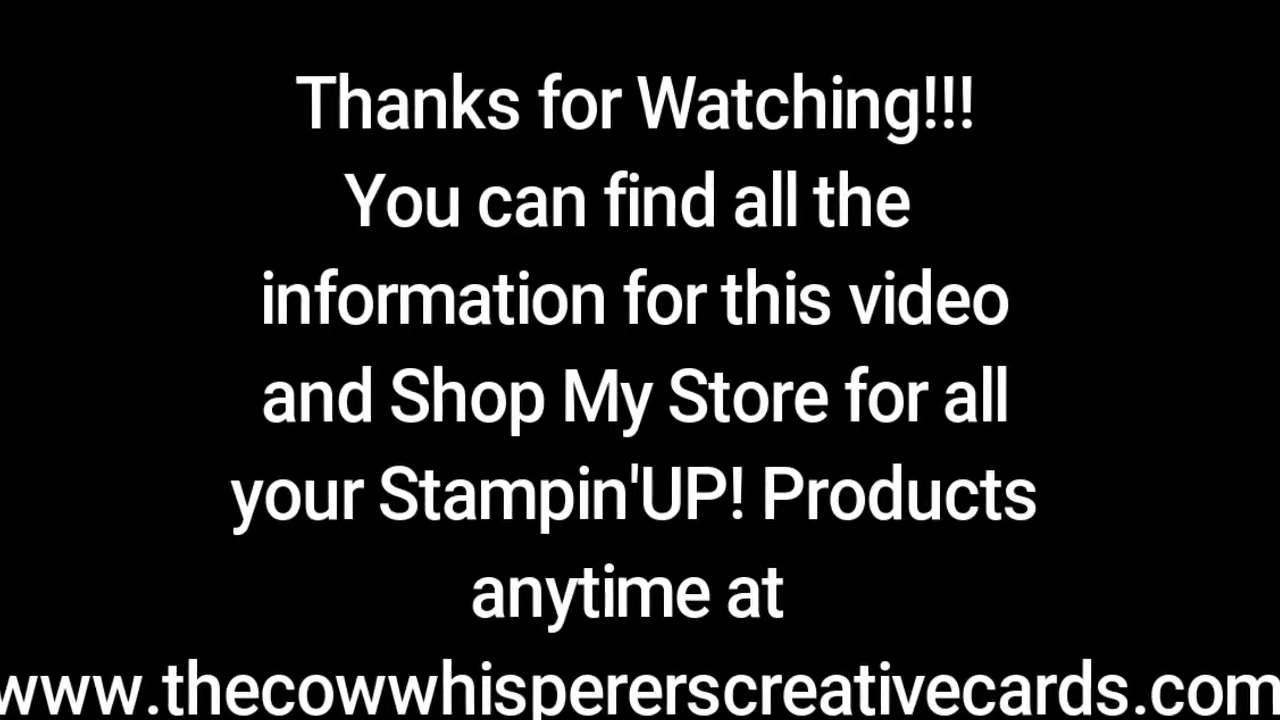 Thanks for Watching!!!
You can find all the
information for this video
and Shop My Store for all
your Stampin'UP! Products
anytime at
www.thecowwhispererscreativecards.com